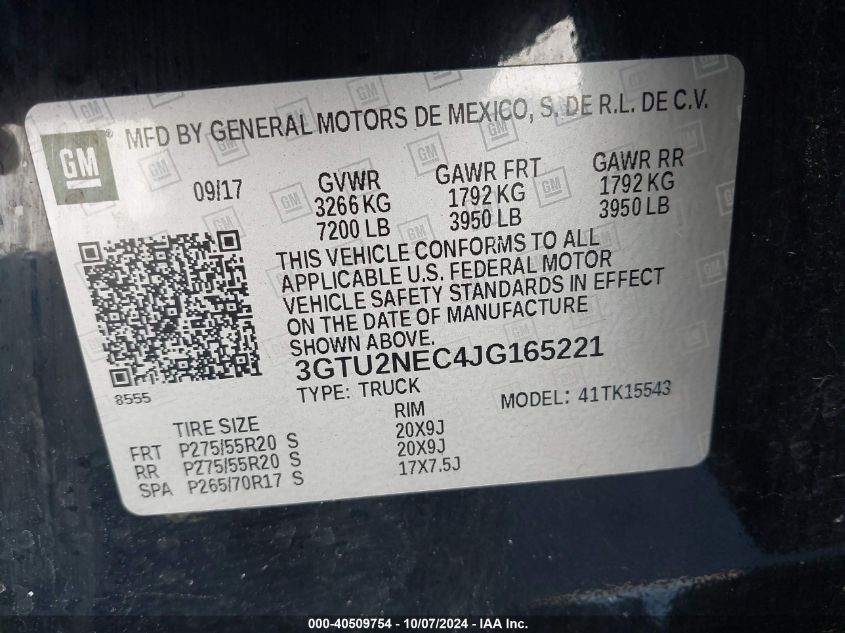 GM ®
MFD BY GENERAL MOTORS DE MEXICO, S. DE R.L. DE C.V.
09/17 GVWR GAWR FRT GAWR RR
3266 KG 1792 KG 1792 KG
7200 LB 3950 LB 3950 LB
THIS VEHICLE CONFORMS TO ALL
APPLICABLE U.S. FEDERAL MOTOR
VEHICLE SAFETY STANDARDS IN EFFECT
ON THE DATE OF MANUFACTURE
SHOWN ABOVE.
3GTU2NEC4JG165221
8555
TYPE: TRUCK MODEL: 41TK15543
TIRE SIZE RIM
FRT P275/55R20 S 20X9J
RR P275/55R20 S 20X9J
SPA P265/70R17 S 17X7.5J
000-40509754 - 10/07/2024 - IAA Inc.